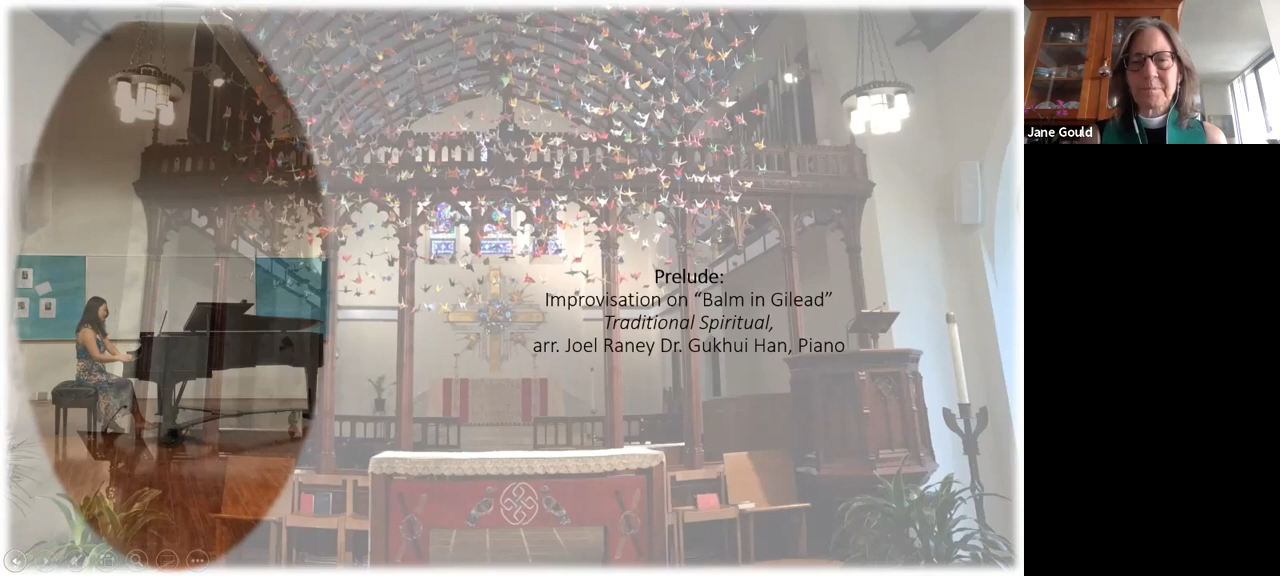 Prelude:
Improvisation on “Balm in Gilead”
Traditional Spiritual,
arr. Joel Raney Dr. Gukhui Han, Piano
Jane Gould